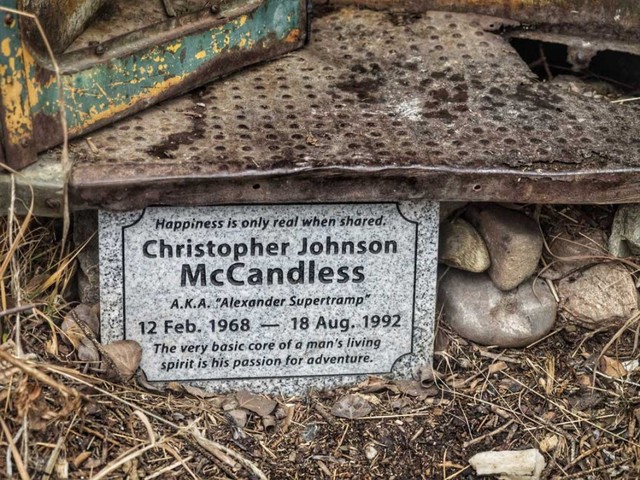 Happiness is only real when shared.
Christopher Johnson
McCandless
A.K.A. "Alexander Supertramp"
12 Feb. 1968 — 18 Aug. 1992
The very basic core of a man's living
spirit is his passion for adventure.